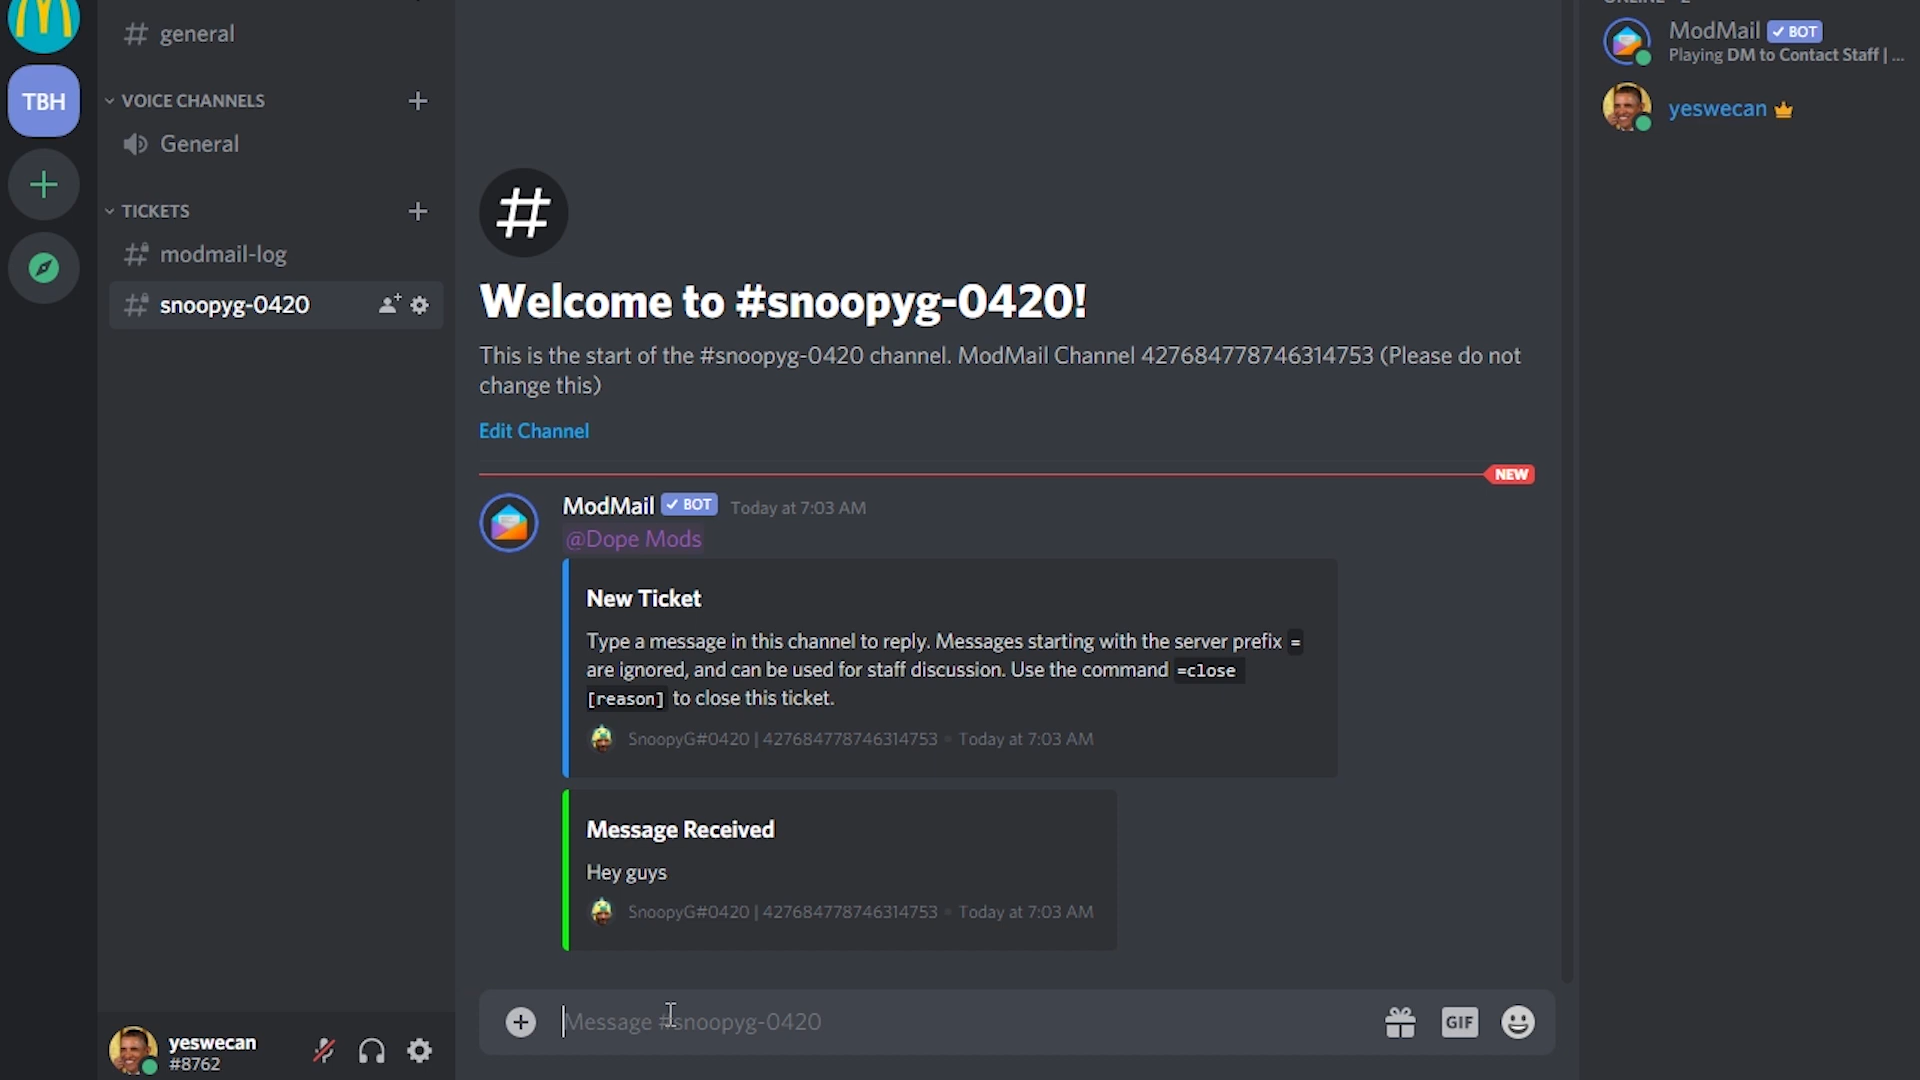 general
TBH
VOICE CHANNELS
General
TICKETS
modmail-log
snoopyg-0420
yeswecan
#8762
Welcome to #snoopyg-0420!
This is the start of the #snoopyg-0420 channel. ModMail Channel 427684778746314753 (Please do not
change this)
Edit Channel
NEW
ModMail ✓ BOT Today at 7:03 AM
@Dope Mods
New Ticket
Type a message in this channel to reply. Messages starting with the server prefix =
are ignored, and can be used for staff discussion. Use the command =close
[reason] to close this ticket.
SnoopyG#0420 | 427684778746314753 • Today at 7:03 AM
Message Received
Hey guys
SnoopyG#0420 | 427684778746314753 • Today at 7:03 AM
Message #snoopyg-0420
GIF
ONLINE - 2
ModMail ✓ BOT
Playing DM to Contact Staff | ...
yeswecan